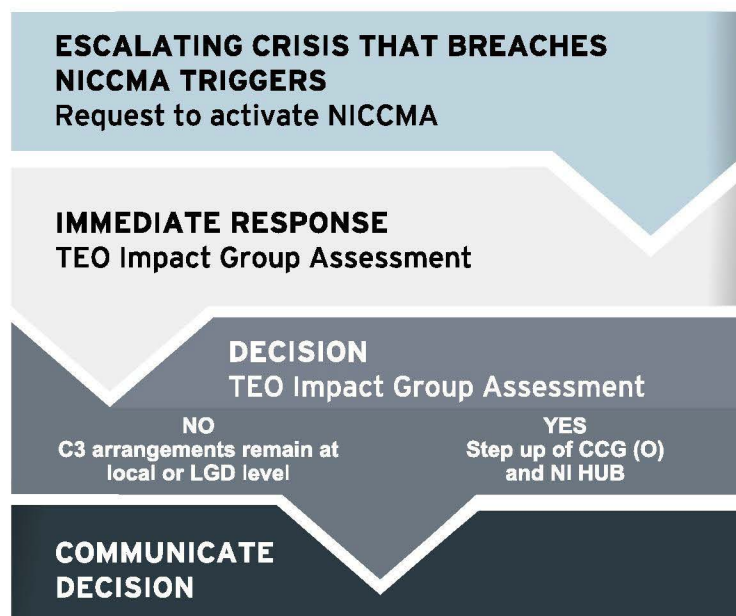 ESCALATING CRISIS THAT BREACHES
NICCMA TRIGGERS
Request to activate NICCMA
IMMEDIATE RESPONSE
TEO Impact Group Assessment
DECISION
TEO Impact Group Assessment
NO
C3 arrangements remain at
local or LGD level
YES
Step up of CCG (O)
and NI HUB
COMMUNICATE
DECISION